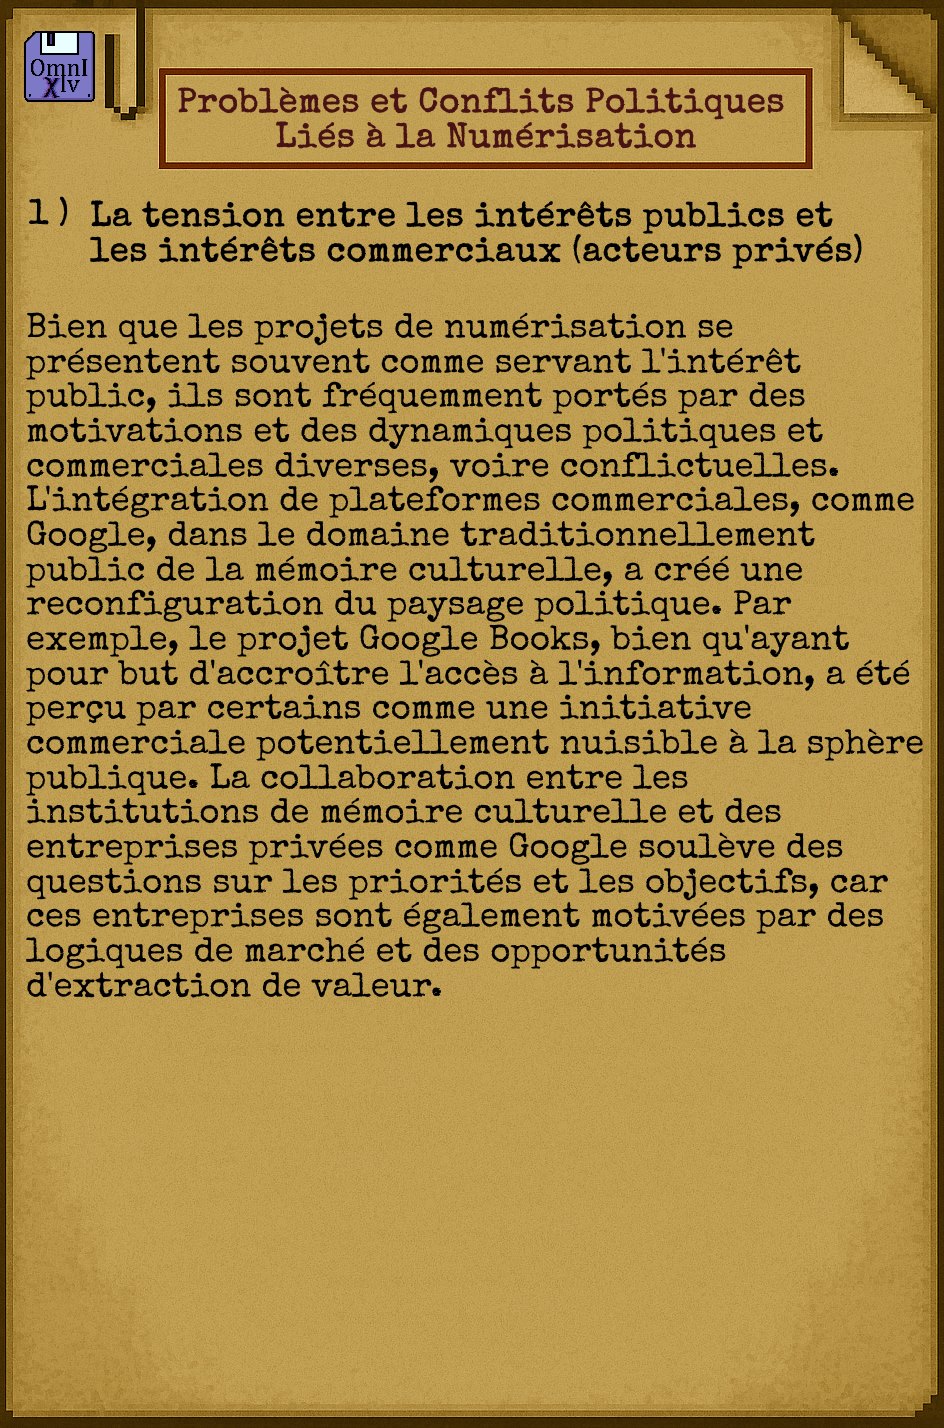 OmnI
χiv
Problèmes et Conflits Politiques
Liés à la Numérisation
1) La tension entre les intérêts publics et
les intérêts commerciaux (acteurs privés)
Bien que les projets de numérisation se
présentent souvent comme servant l'intérêt
public, ils sont fréquemment portés par des
motivations et des dynamiques politiques et
commerciales diverses, voire conflictuelles.
L'intégration de plateformes commerciales, comme
Google, dans le domaine traditionnellement
public de la mémoire culturelle, a créé une
reconfiguration du paysage politique. Par
exemple, le projet Google Books, bien qu'ayant
pour but d'accroître l'accès à l'information, a été
perçu par certains comme une initiative
commerciale potentiellement nuisible à la sphère
publique. La collaboration entre les
institutions de mémoire culturelle et des
entreprises privées comme Google soulève des
questions sur les priorités et les objectifs, car
ces entreprises sont également motivées par des
logiques de marché et des opportunités
d'extraction de valeur.